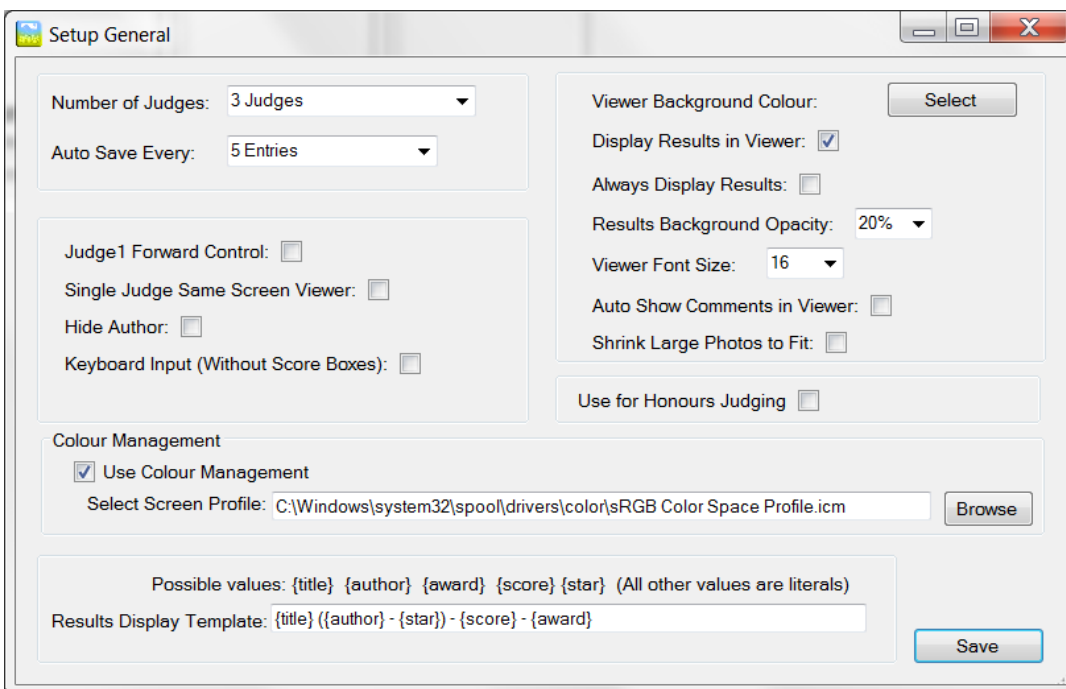 Setup General
Number of Judges: 3 Judges
Auto Save Every: 5 Entries
Judge1 Forward Control:
Single Judge Same Screen Viewer:
Hide Author:
Keyboard Input (Without Score Boxes):
Viewer Background Colour: Select
Display Results in Viewer:
Always Display Results:
Results Background Opacity: 20%
Viewer Font Size: 16
Auto Show Comments in Viewer:
Shrink Large Photos to Fit:
Use for Honours Judging
Colour Management
Use Colour Management
Select Screen Profile: C:\Windows\system32\spool\drivers\color\sRGB Color Space Profile.icm Browse
Possible values: {title} {author} {award} {score} {star} (All other values are literals)
Results Display Template: {title} ({author} - {star}) - {score} - {award}
Save